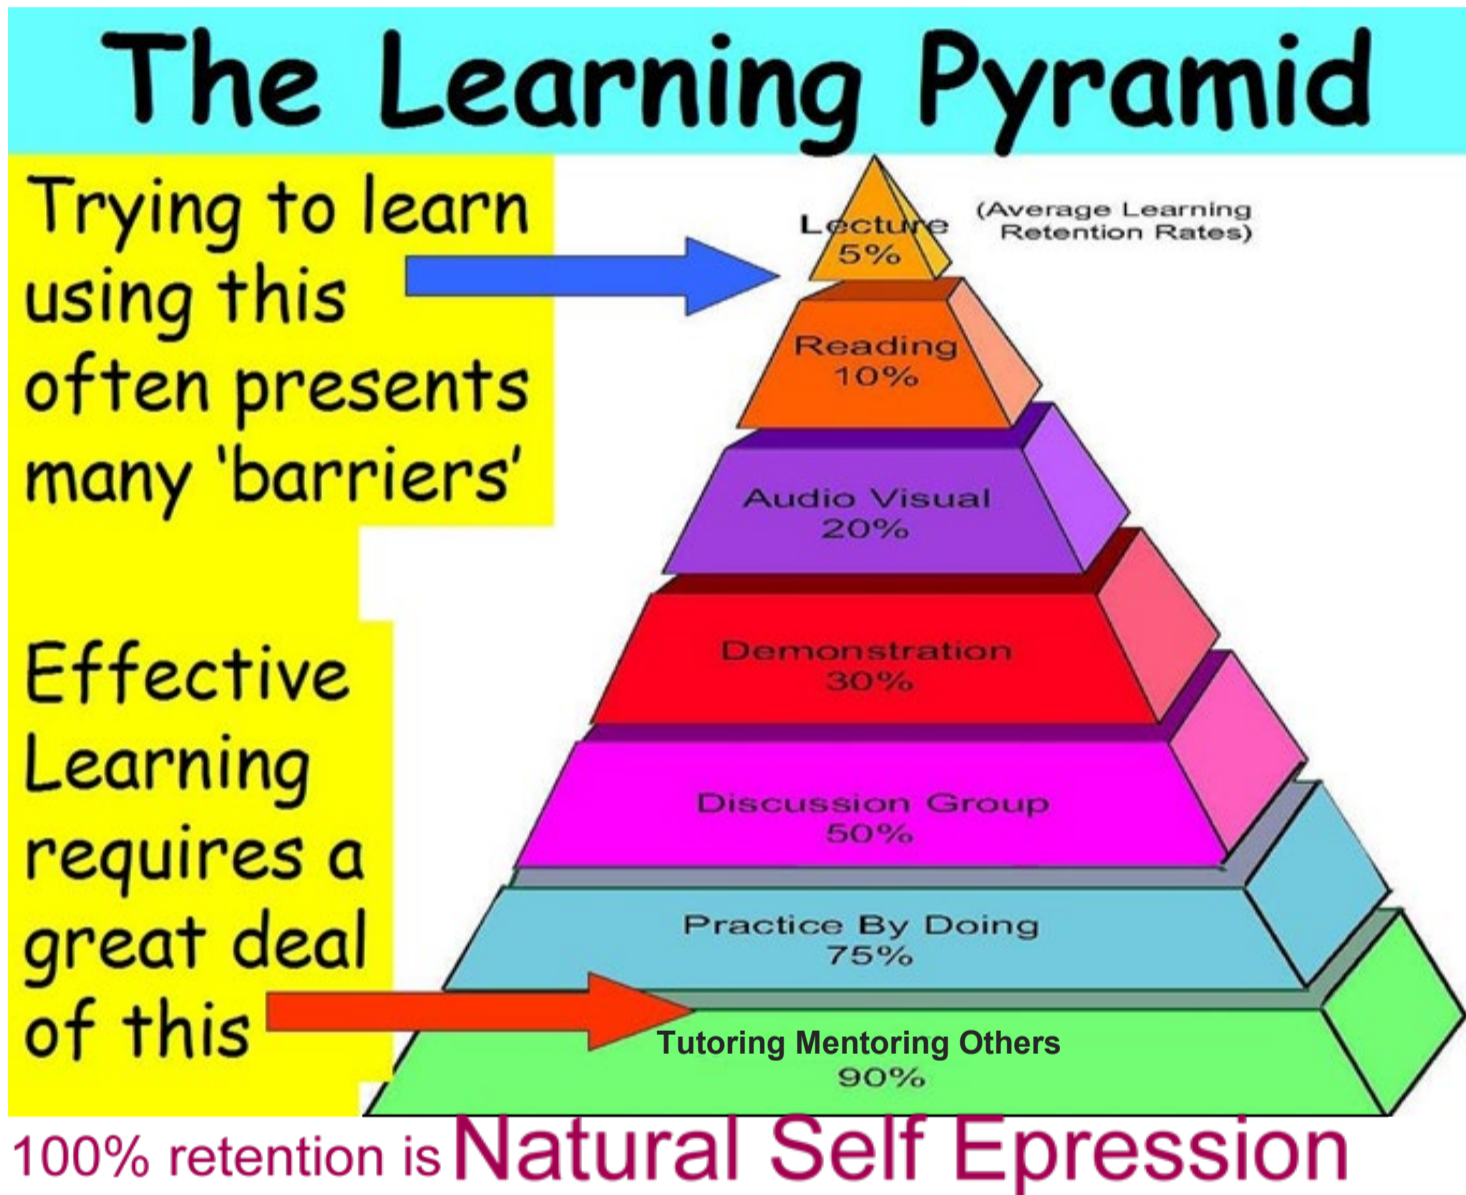 The Learning Pyramid
Trying to learn
using this
often presents
many ‘barriers’
Effective
Learning
requires a
great deal
of this
(Average Learning
Retention Rates)
Lecture
5%
Reading
10%
Audio Visual
20%
Demonstration
30%
Discussion Group
50%
Practice By Doing
75%
Tutoring Mentoring Others
90%
100% retention is Natural Self Epression